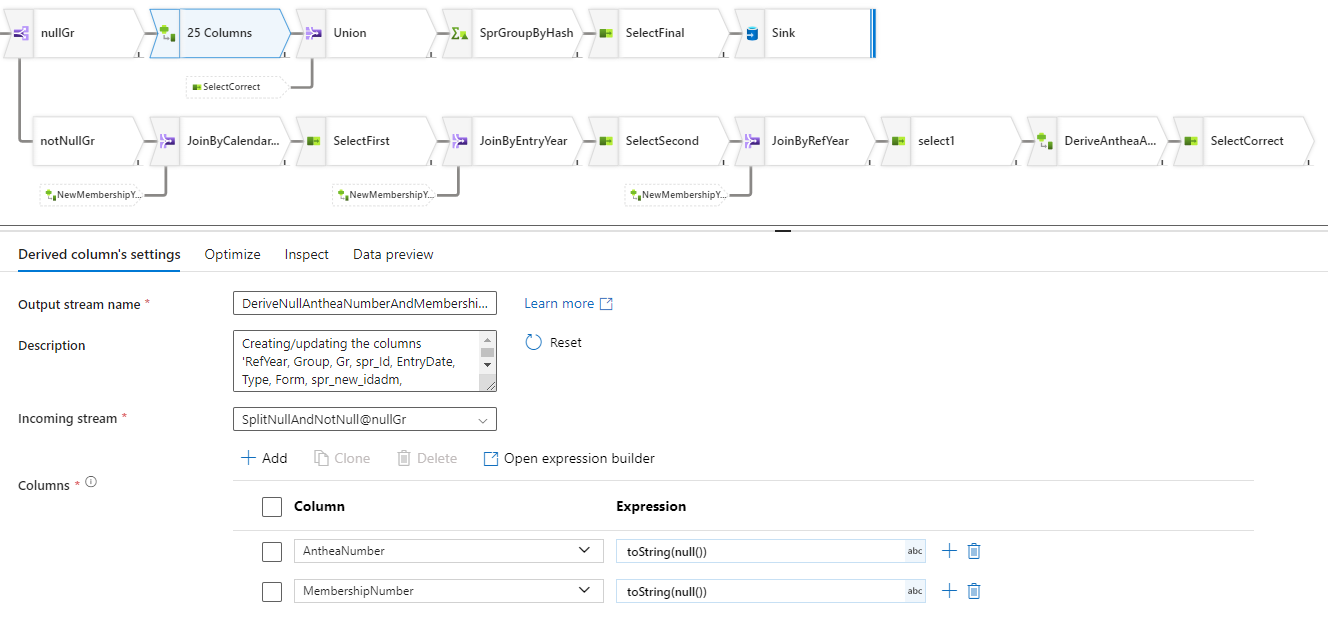 nullGr
25 Columns
Union
SprGroupByHash
SelectFinal
Sink
SelectCorrect
notNullGr
JoinByCalendar...
SelectFirst
JoinByEntryYear
SelectSecond
JoinByRefYear
select1
DeriveAntheaA...
SelectCorrect
NewMembershipY...
NewMembershipY...
NewMembershipY...
Derived column's settings Optimize Inspect Data preview
Output stream name *
DeriveNullAntheaNumberAndMembershi...
Learn more
Description
Creating/updating the columns
'RefYear, Group, Gr, spr_Id, EntryDate,
Type, Form, spr_new_idadm,
Reset
Incoming stream *
SplitNullAndNotNull@nullGr
Add Clone Delete Open expression builder
Columns *
Column Expression
AntheaNumber toString(null()) abc
MembershipNumber toString(null()) abc